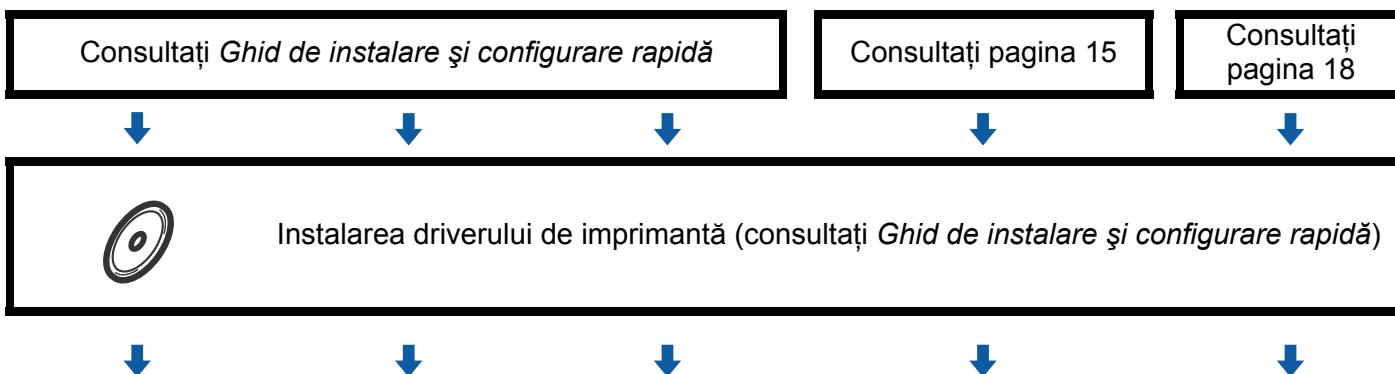 Consultați Ghid de instalare şi configurare rapidă
Consultați pagina 15
Consultați
pagina 18
Instalarea driverului de imprimantă (consultați Ghid de instalare şi configurare rapidă)